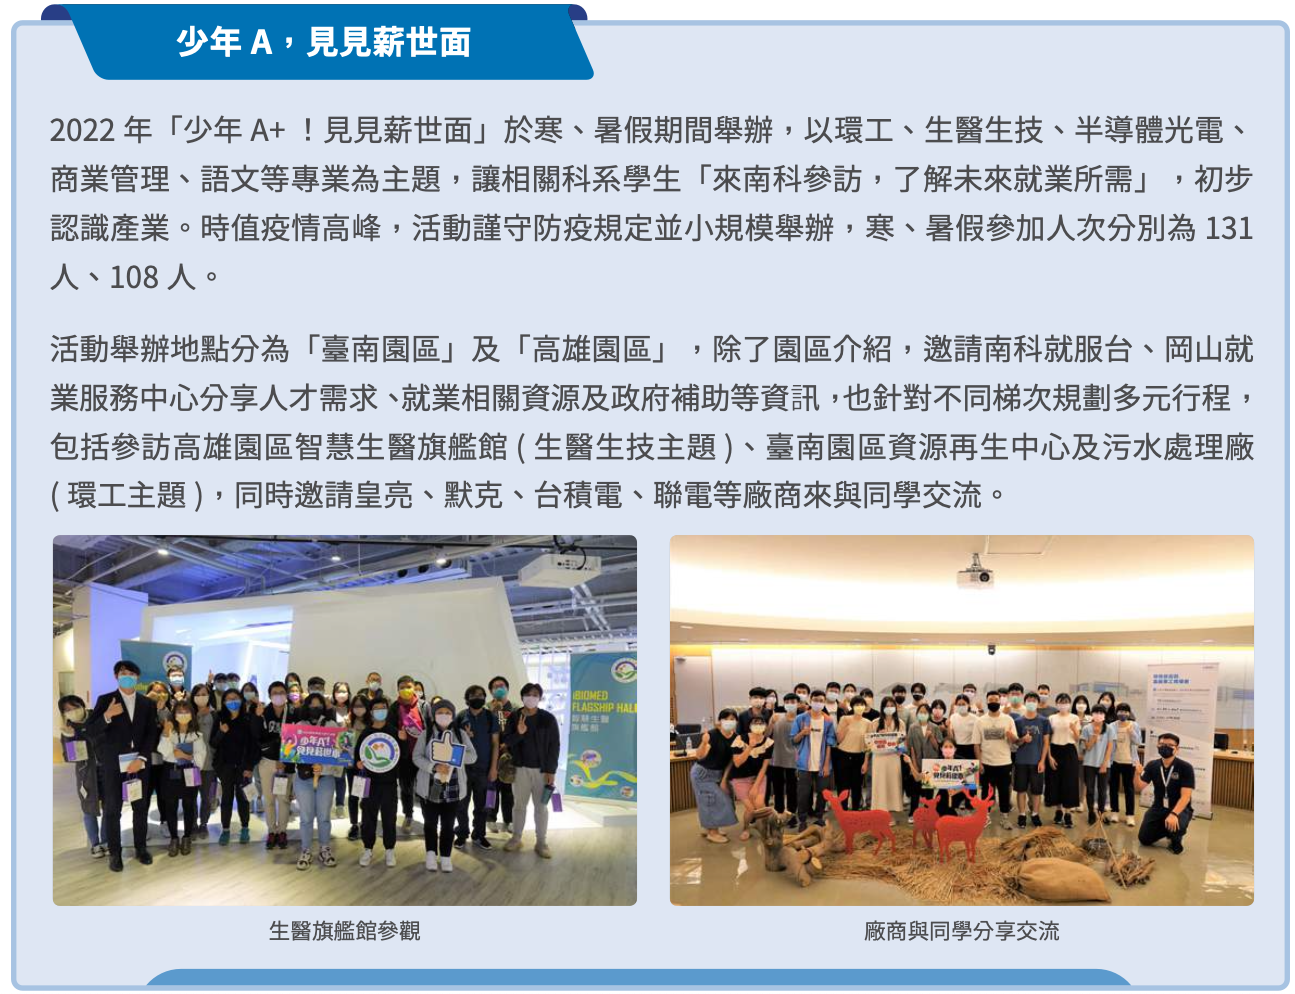 少年 A，見見薪世面
2022 年「少年 A+ ！見見薪世面」於寒、暑假期間舉辦，以環工、生醫生技、半導體光電、
商業管理、語文等專業為主題，讓相關科系學生「來南科參訪，了解未來就業所需」，初步
認識產業。時值疫情高峰，活動謹守防疫規定並小規模舉辦，寒、暑假參加人次分別為 131
人、108 人。
活動舉辦地點分為「臺南園區」及「高雄園區」，除了園區介紹，邀請南科就服台、岡山就
業服務中心分享人才需求、就業相關資源及政府補助等資訊，也針對不同梯次規劃多元行程，
包括參訪高雄園區智慧生醫旗艦館 ( 生醫生技主題 )、臺南園區資源再生中心及污水處理廠
( 環工主題 )，同時邀請皇亮、默克、台積電、聯電等廠商來與同學交流。
iBIOMED
FLAGSHIP HALL
智慧生醫
旗艦館
少年A+!
見見薪世面
少年A+!
見見薪世面
生醫旗艦館參觀
廠商與同學分享交流